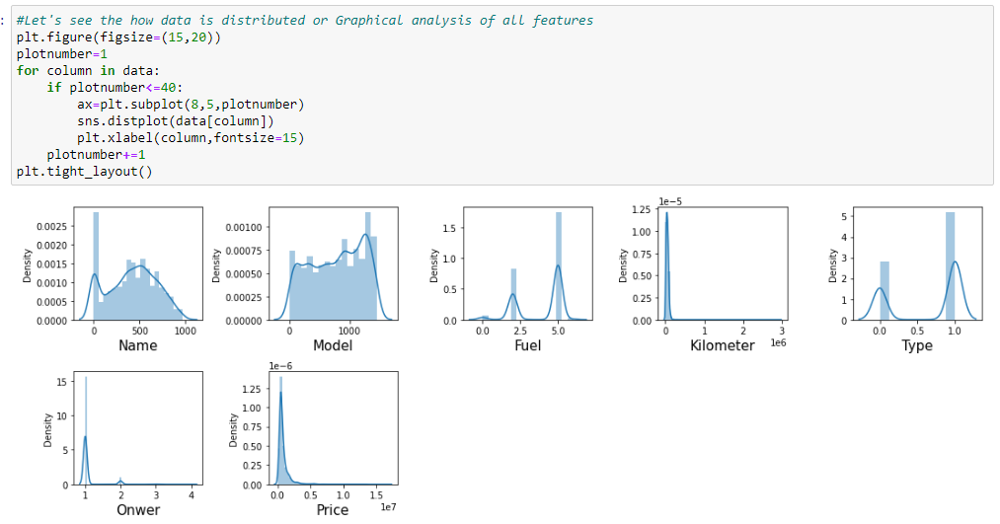 : #Let's see the how data is distributed or Graphical analysis of all features
plt.figure(figsize=(15,20))
plotnumber=1
for column in data:
    if plotnumber<=40:
        ax=plt.subplot(8,5,plotnumber)
        sns.distplot(data[column])
        plt.xlabel(column,fontsize=15)
    plotnumber+=1
plt.tight_layout()
0.0025
0.0020
0.0015
0.0010
0.0005
0.0000
Density
0 500 1000
Name
0.00100
0.00075
0.00050
0.00025
0.00000
Density
0 1000
Model
1.5
1.0
0.5
0.0
Density
0.0 2.5 5.0
Fuel
1e-5
1.25
1.00
0.75
0.50
0.25
0.00
Density
0 1 2 3
1e6
Kilometer
5
4
3
2
1
0
Density
0.0 0.5 1.0
Type
15
10
5
0
Density
1 2 3 4
Onwer
1e-6
1.25
1.00
0.75
0.50
0.25
0.00
Density
0.0 0.5 1.0 1.5
1e7
Price